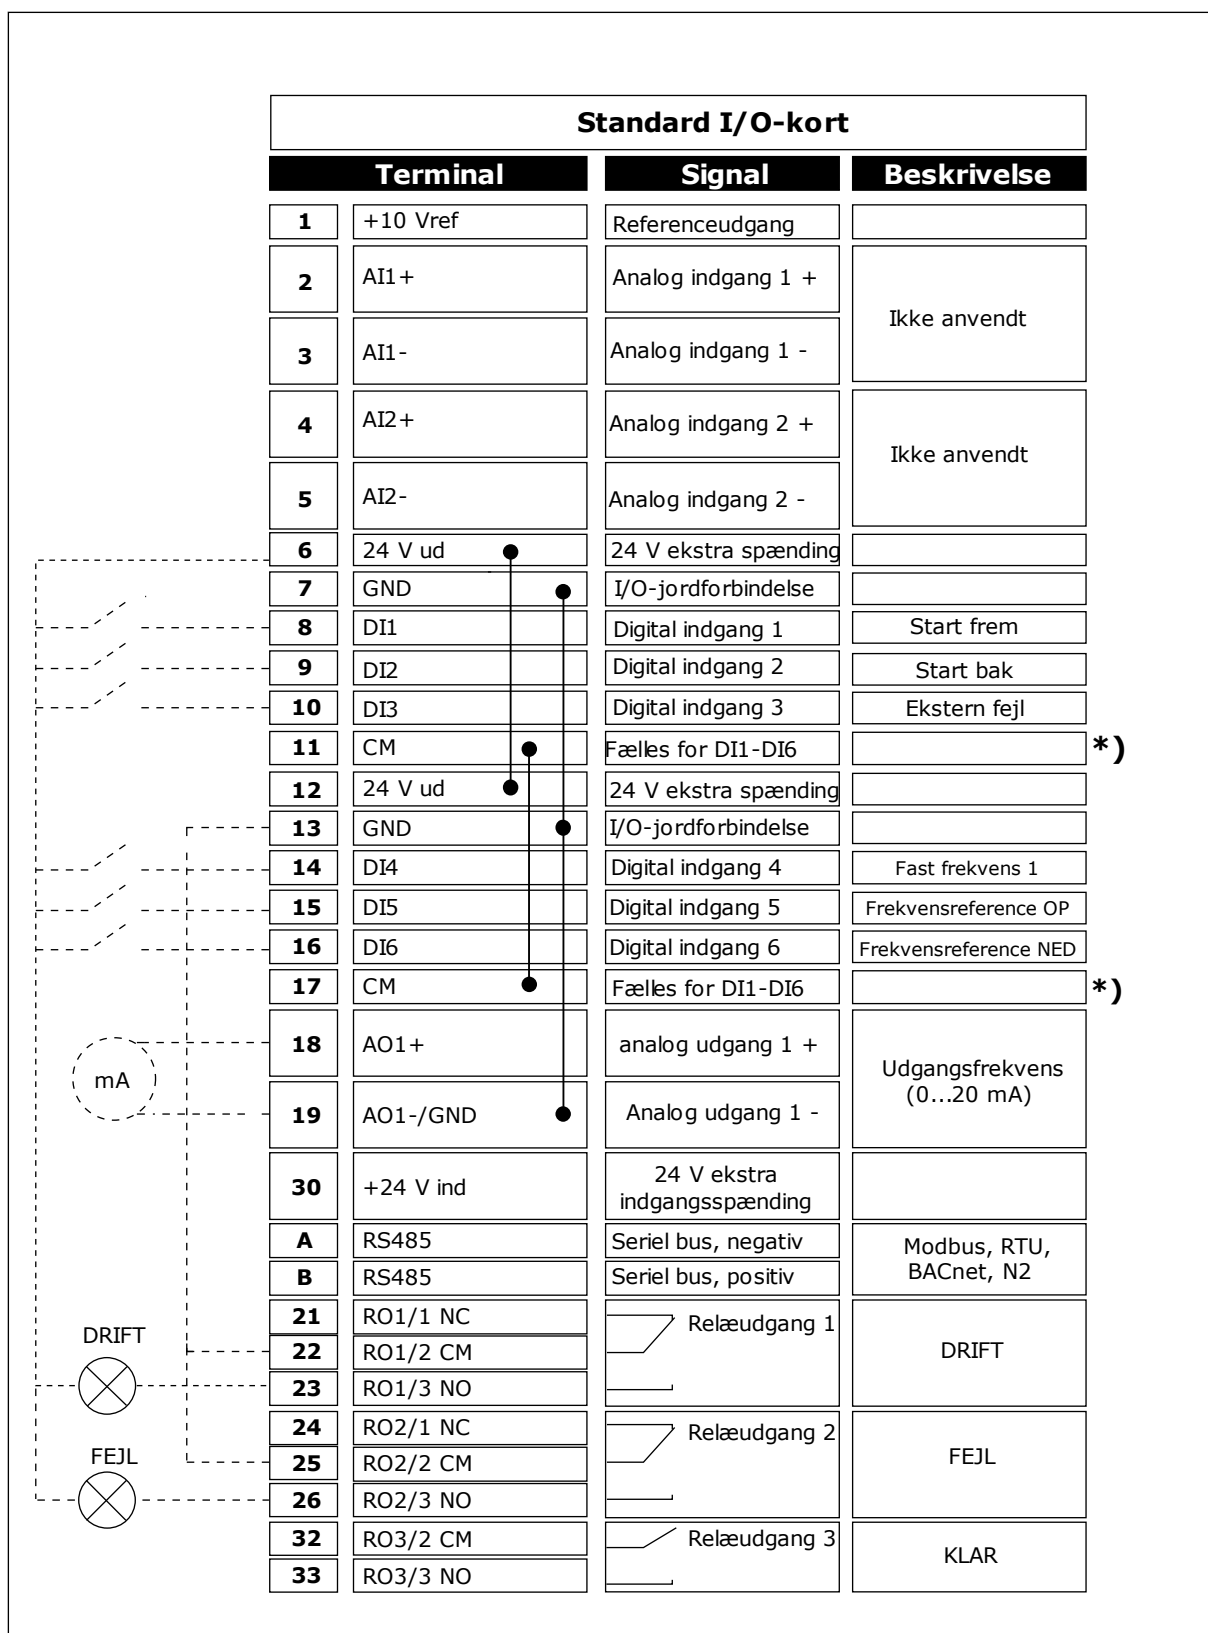 Standard I/O-kort
Terminal Signal Beskrivelse
1 +10 Vref Referenceudgang
2 AI1+ Analog indgang 1 +
Ikke anvendt
3 AI1- Analog indgang 1 -
4 AI2+ Analog indgang 2 +
Ikke anvendt
5 AI2- Analog indgang 2 -
6 24 V ud 24 V ekstra spænding
7 GND I/O-jordforbindelse
8 DI1 Digital indgang 1 Start frem
9 DI2 Digital indgang 2 Start bak
10 DI3 Digital indgang 3 Ekstern fejl
11 CM Fælles for DI1-DI6 *)
12 24 V ud 24 V ekstra spænding
13 GND I/O-jordforbindelse
14 DI4 Digital indgang 4 Fast frekvens 1
15 DI5 Digital indgang 5 Frekvensreference OP
16 DI6 Digital indgang 6 Frekvensreference NED
17 CM Fælles for DI1-DI6 *)
18 AO1+ analog udgang 1 +
Udgangsfrekvens
(0...20 mA)
mA
19 AO1-/GND Analog udgang 1 -
30 +24 V ind 24 V ekstra
indgangsspænding
A RS485 Seriel bus, negativ
Modbus, RTU,
BACnet, N2
B RS485 Seriel bus, positiv
21 RO1/1 NC Relæudgang 1
DRIFT
22 RO1/2 CM DRIFT
23 RO1/3 NO
24 RO2/1 NC Relæudgang 2
FEJL
25 RO2/2 CM FEJL
26 RO2/3 NO
32 RO3/2 CM Relæudgang 3
KLAR
33 RO3/3 NO